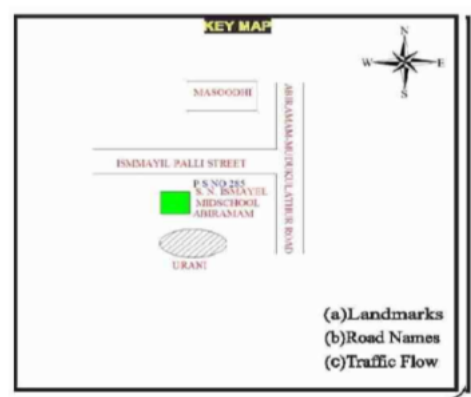 KEY MAP
N
W
E
S
MASOODHI
ABIRAMAM-MUDUKULATHUR ROAD
ISMMAYIL PALLI STREET
P.S NO 285
S. N. ISMAYEL
MIDSCHOOL
ABIRAMAM
URANI
(a)Landmarks
(b)Road Names
(c)Traffic Flow